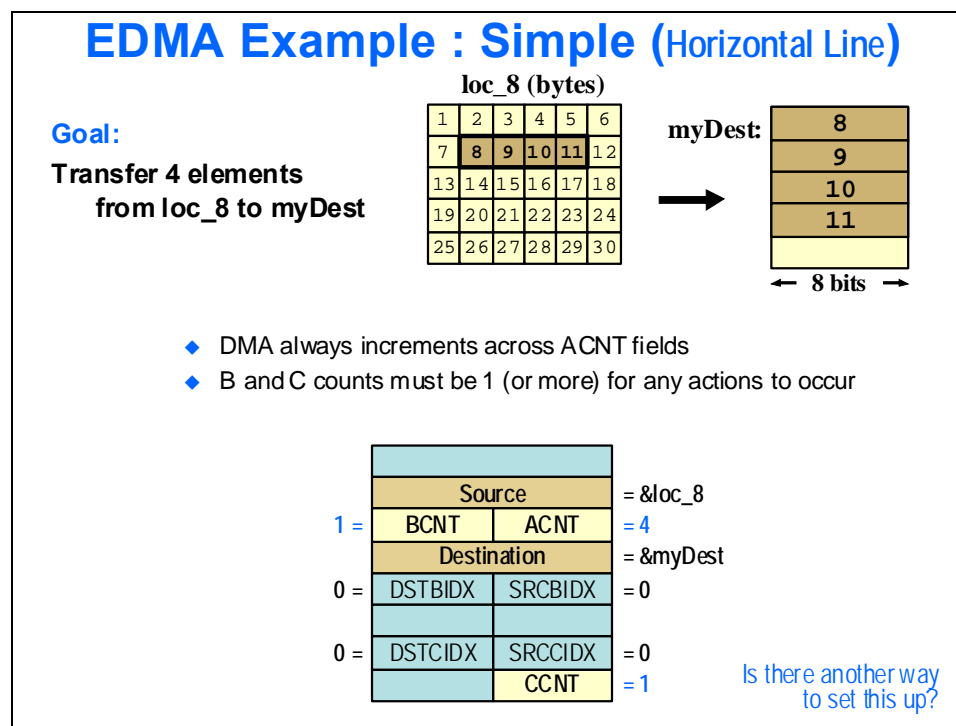 EDMA Example : Simple (Horizontal Line)
loc_8 (bytes)
Goal:
Transfer 4 elements
from loc_8 to myDest
1 2 3 4 5 6
7 8 9 10 11 12
13 14 15 16 17 18
19 20 21 22 23 24
25 26 27 28 29 30
myDest:
8
9
10
11
8 bits
DMA always increments across ACNT fields
B and C counts must be 1 (or more) for any actions to occur
Source = &loc_8
1 = BCNT ACNT = 4
Destination = &myDest
0 = DSTBIDX SRCBIDX = 0
0 = DSTCIDX SRCCIDX = 0
CCNT = 1
Is there another way
to set this up?